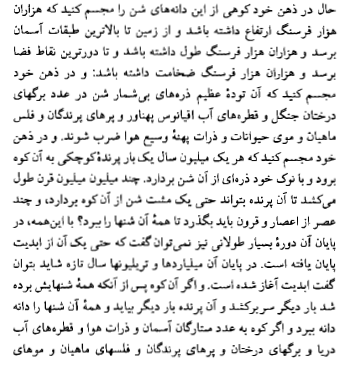 حال در ذهن خود کوهی از این دانه‌های شن را مجسم کنید که هزاران
هزار فرسنگ ارتفاع داشته باشد و از زمین تا بالاترین طبقات آسمان
برسد و هزاران هزار فرسنگ طول داشته باشد و تا دورترین نقاط فضا
برسد و هزاران هزار فرسنگ ضخامت داشته باشد: و در ذهن خود
مجسم کنید که آن تودهٔ عظیم ذره‌های بی‌شمار شن در عدد برگهای
درختان جنگل و قطره‌های آب اقیانوس پهناور و پرهای پرندگان و فلس
ماهیان و موی حیوانات و ذرات پهنهٔ وسیع هوا ضرب شوند. و در ذهن
خود مجسم کنید که هر یک میلیون سال یک بار پرندهٔ کوچکی به آن کوه
برود و با نوک خود ذره‌ای از آن شن بردارد. چند میلیون میلیون قرن طول
می‌کشد تا آن پرنده بتواند حتی یک مشت شن از آن کوه بردارد، و چند
عصر از اعصار و قرون باید بگذرد تا همهٔ آن شنها را ببرد؟ با این‌همه، در
پایان آن دورهٔ بسیار طولانی نیز نمی‌توان گفت که حتی یک آن از ابدیت
پایان یافته است. در پایان آن میلیاردها و تریلیونها سال تازه شاید بتوان
گفت ابدیت آغاز شده است. و اگر آن کوه پس از آنکه همهٔ شنهایش برده
شد بار دیگر سر برکشد و آن پرنده بار دیگر بیاید و همهٔ آن شنها را دانه
دانه ببرد و اگر کوه به عدد ستارگان آسمان و ذرات هوا و قطره‌های آب
دریا و برگهای درختان و پرهای پرندگان و فلسهای ماهیان و موهای